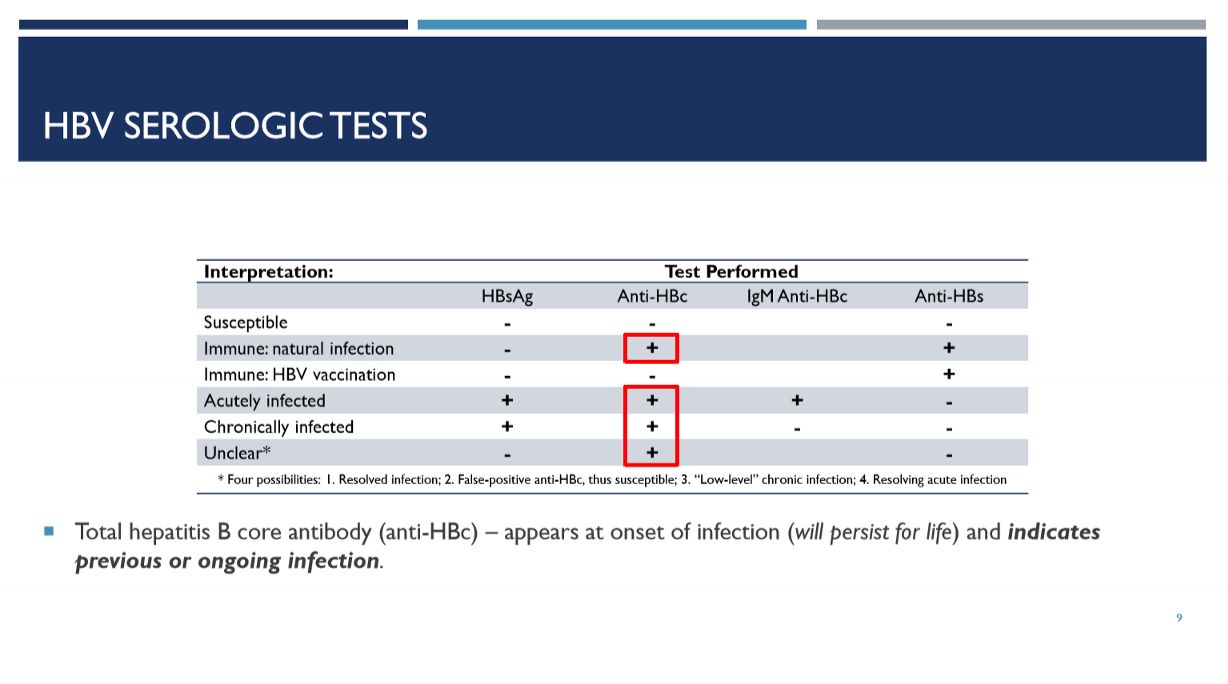 HBV SEROLOGIC TESTS
Interpretation: Test Performed
HBsAg Anti-HBc IgM Anti-HBc Anti-HBs
Susceptible - - -
Immune: natural infection - + +
Immune: HBV vaccination - - +
Acutely infected + + + -
Chronically infected + + - -
Unclear* - + -
* Four possibilities: 1. Resolved infection; 2. False-positive anti-HBc, thus susceptible; 3. “Low-level” chronic infection; 4. Resolving acute infection
Total hepatitis B core antibody (anti-HBc) – appears at onset of infection (will persist for life) and indicates
previous or ongoing infection.
9